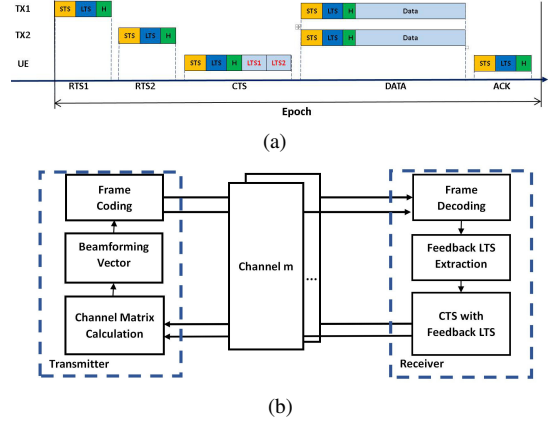 TX1 STS LTS H STS LTS H Data
TX2 STS LTS H STS LTS H Data
UE STS LTS H STS LTS H LTS1 LTS2 STS LTS H
RTS1 RTS2 CTS DATA ACK
Epoch
(a)
Frame
Coding
Beamforming
Vector
Channel Matrix
Calculation
Transmitter
Channel m
...
Frame
Decoding
Feedback LTS
Extraction
CTS with
Feedback LTS
Receiver
(b)